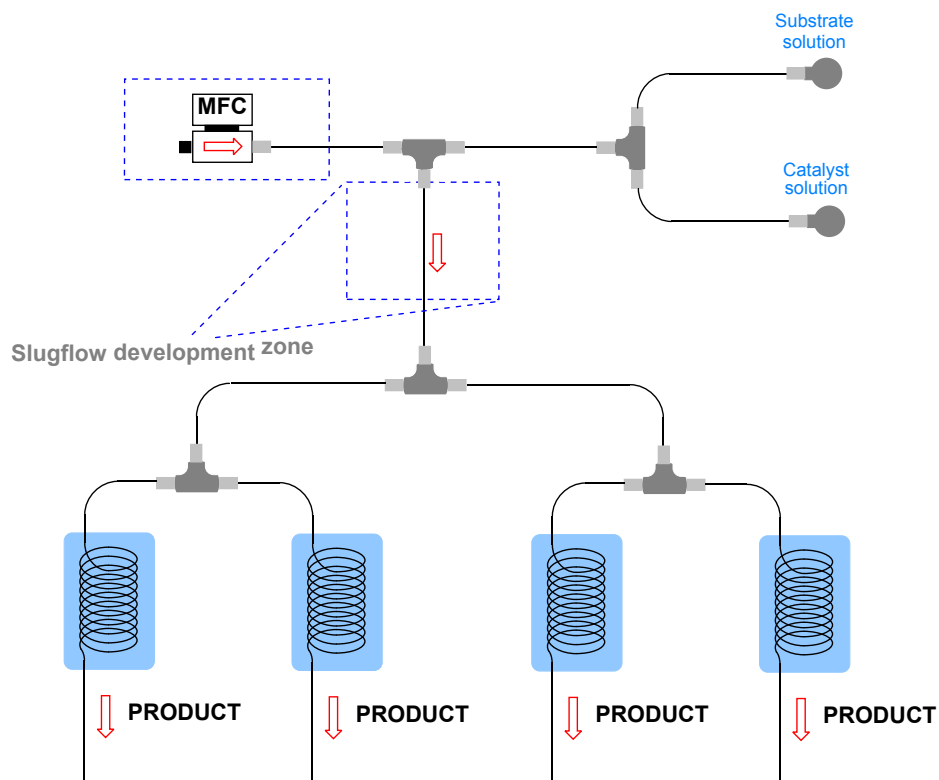 Substrate
solution
MFC
Catalyst
solution
Slugflow development zone
PRODUCT
PRODUCT
PRODUCT
PRODUCT